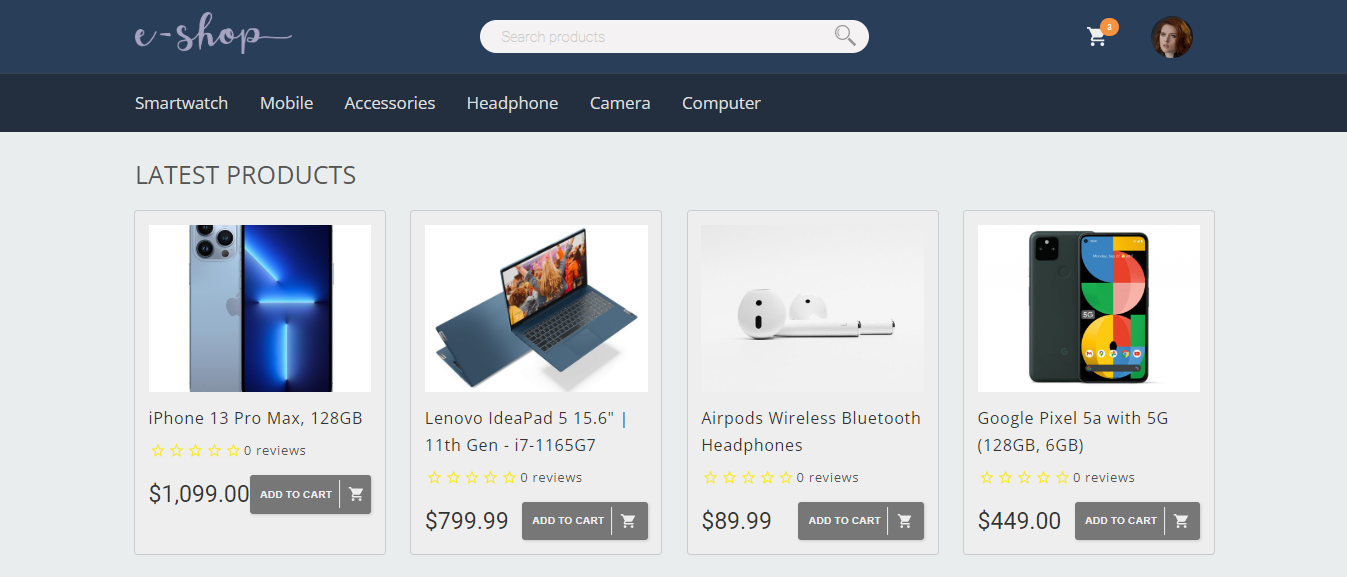 e-shop
Search products
3
Smartwatch Mobile Accessories Headphone Camera Computer
LATEST PRODUCTS
5G
iPhone 13 Pro Max, 128GB
0 reviews
$1,099.00 ADD TO CART
Lenovo IdeaPad 5 15.6" |
11th Gen - i7-1165G7
0 reviews
$799.99 ADD TO CART
Airpods Wireless Bluetooth
Headphones
0 reviews
$89.99 ADD TO CART
Google Pixel 5a with 5G
(128GB, 6GB)
0 reviews
$449.00 ADD TO CART